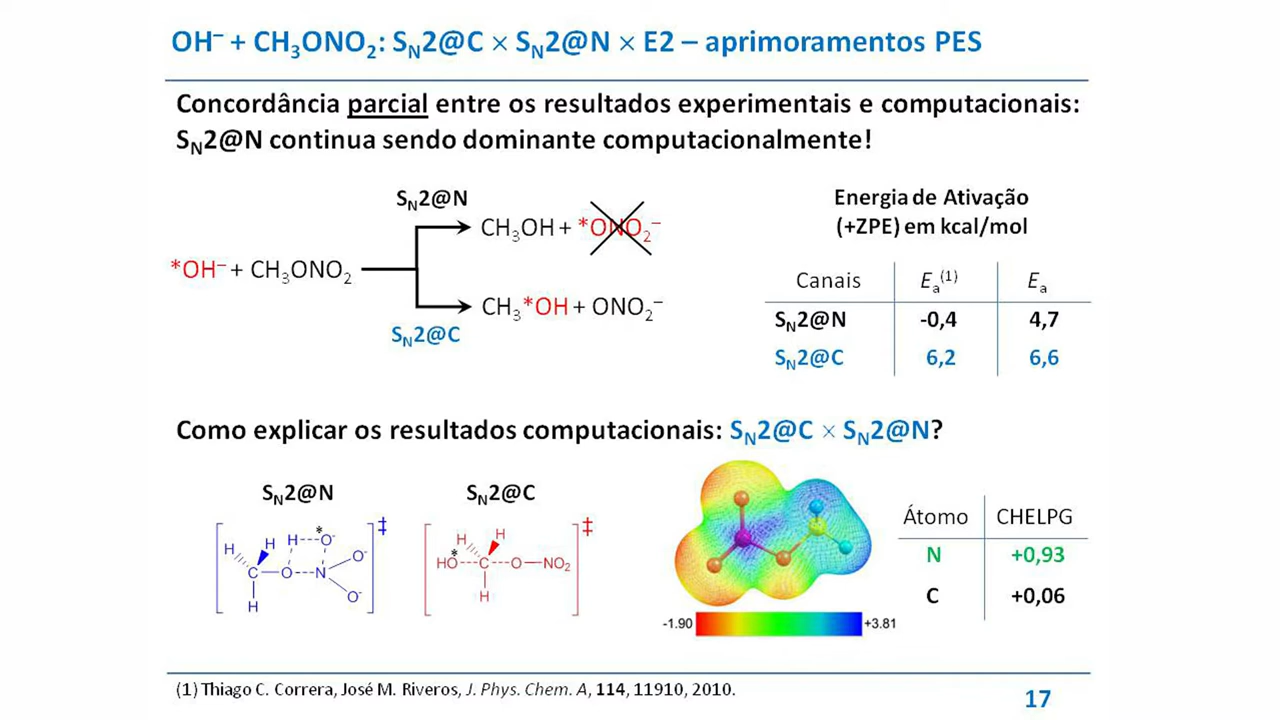 OH⁻ + CH₃ONO₂: Sₙ2@C × Sₙ2@N × E2 – aprimoramentos PES
Concordância parcial entre os resultados experimentais e computacionais:
Sₙ2@N continua sendo dominante computacionalmente!
Sₙ2@N
CH₃OH + *ONO₂⁻
*OH⁻ + CH₃ONO₂
CH₃*OH + ONO₂⁻
Sₙ2@C
Energia de Ativação
(+ZPE) em kcal/mol
Canais Eₐ⁽¹⁾ Eₐ
Sₙ2@N -0,4 4,7
Sₙ2@C 6,2 6,6
Como explicar os resultados computacionais: Sₙ2@C × Sₙ2@N?
Sₙ2@N
H H H * O⁻ ‡
C O N O⁻
H O⁻
Sₙ2@C
H H ‡
HO * C O NO₂
H
-1.90 +3.81
Átomo CHELPG
N +0,93
C +0,06
(1) Thiago C. Correra, José M. Riveros, J. Phys. Chem. A, 114, 11910, 2010.
17